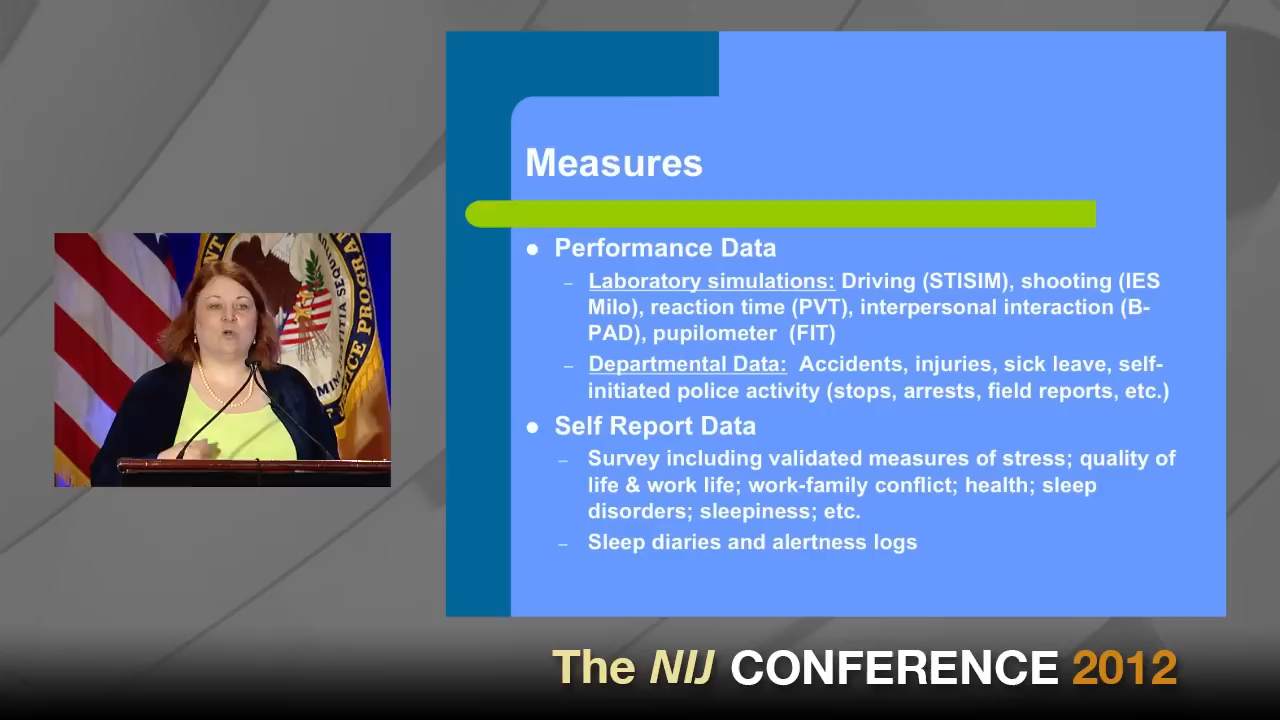 Measures
● Performance Data
– Laboratory simulations: Driving (STISIM), shooting (IES
Milo), reaction time (PVT), interpersonal interaction (B-
PAD), pupilometer (FIT)
– Departmental Data: Accidents, injuries, sick leave, self-
initiated police activity (stops, arrests, field reports, etc.)
● Self Report Data
– Survey including validated measures of stress; quality of
life & work life; work-family conflict; health; sleep
disorders; sleepiness; etc.
– Sleep diaries and alertness logs
The NIJ CONFERENCE 2012